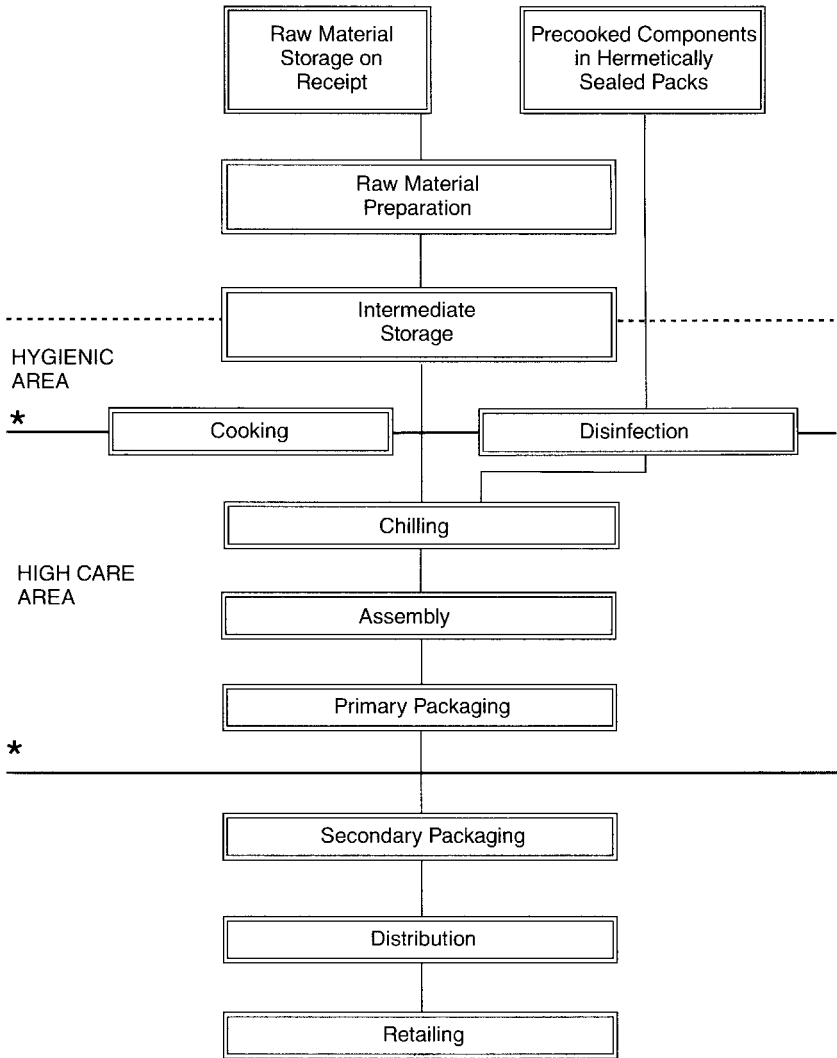 Raw Material
Storage on
Receipt
Precooked Components
in Hermetically
Sealed Packs
Raw Material
Preparation
Intermediate
Storage
HYGIENIC
AREA
*
Cooking
Disinfection
Chilling
HIGH CARE
AREA
Assembly
Primary Packaging
*
Secondary Packaging
Distribution
Retailing